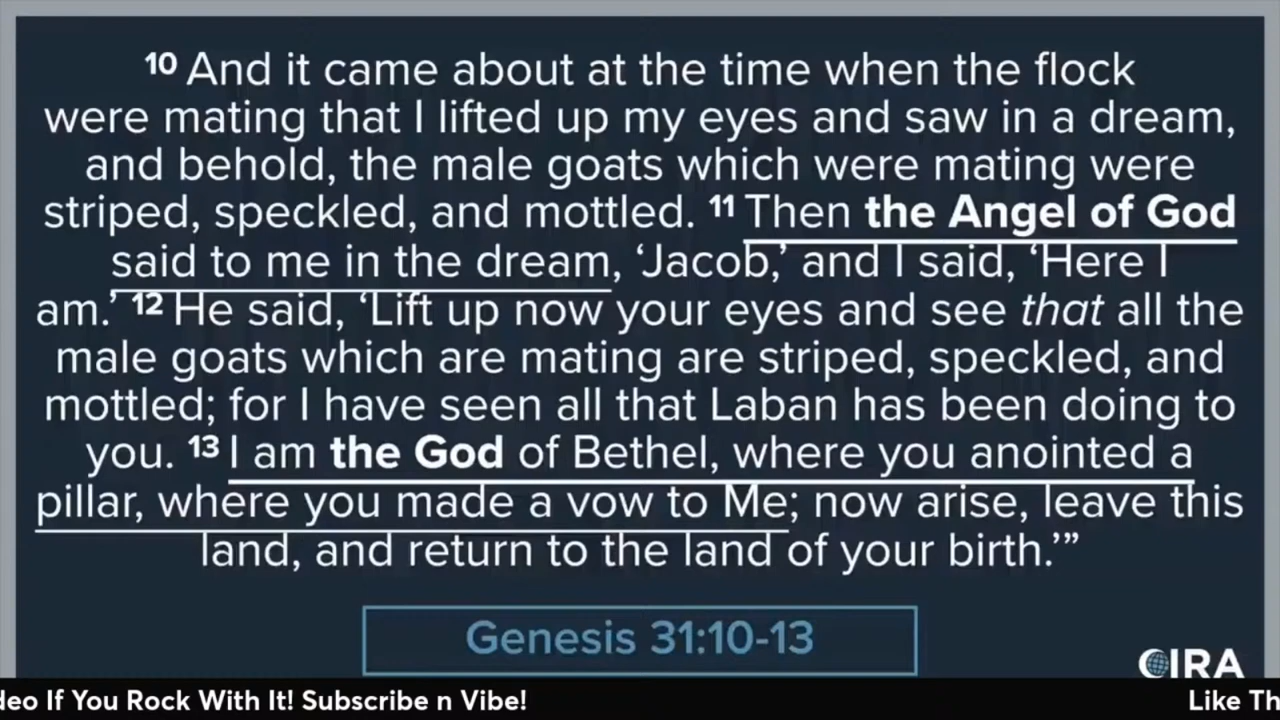 10 And it came about at the time when the flock
were mating that I lifted up my eyes and saw in a dream,
and behold, the male goats which were mating were
striped, speckled, and mottled. 11 Then the Angel of God
said to me in the dream, ‘Jacob,’ and I said, ‘Here I
am.’ 12 He said, ‘Lift up now your eyes and see that all the
male goats which are mating are striped, speckled, and
mottled; for I have seen all that Laban has been doing to
you. 13 I am the God of Bethel, where you anointed a
pillar, where you made a vow to Me; now arise, leave this
land, and return to the land of your birth.’”
Genesis 31:10-13
CIRA
deo If You Rock With It! Subscribe n Vibe!
Like Th